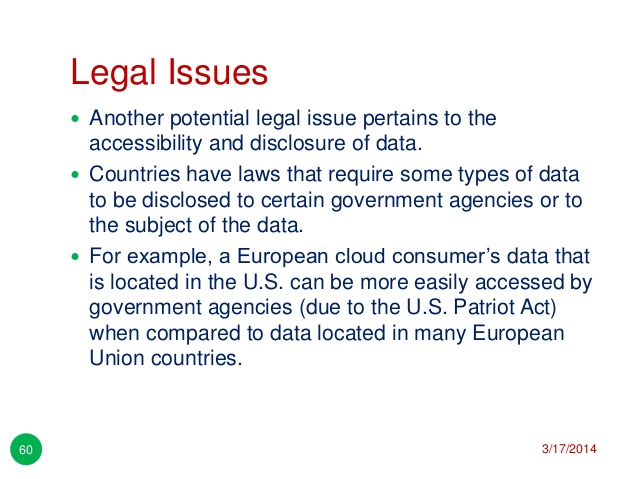 Legal Issues
• Another potential legal issue pertains to the
accessibility and disclosure of data.
• Countries have laws that require some types of data
to be disclosed to certain government agencies or to
the subject of the data.
• For example, a European cloud consumer’s data that
is located in the U.S. can be more easily accessed by
government agencies (due to the U.S. Patriot Act)
when compared to data located in many European
Union countries.
60
3/17/2014